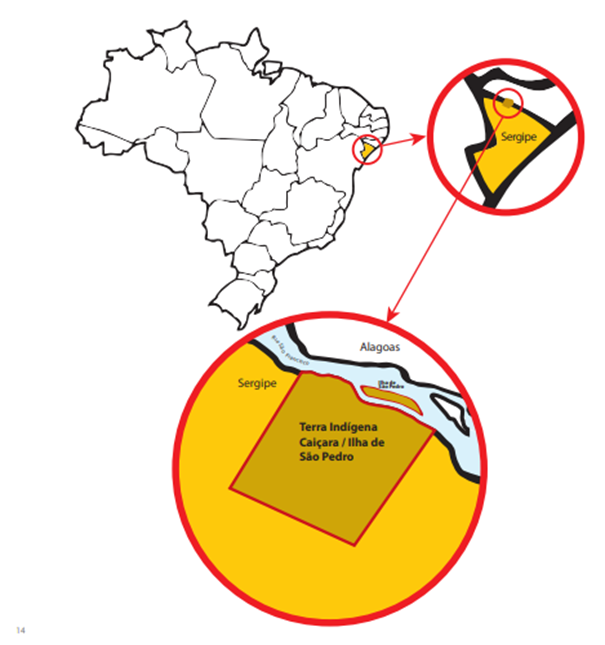 Sergipe
Alagoas
Rio São Francisco
Ilha de
São Pedro
Sergipe
Terra Indígena
Caiçara / Ilha de
São Pedro
14